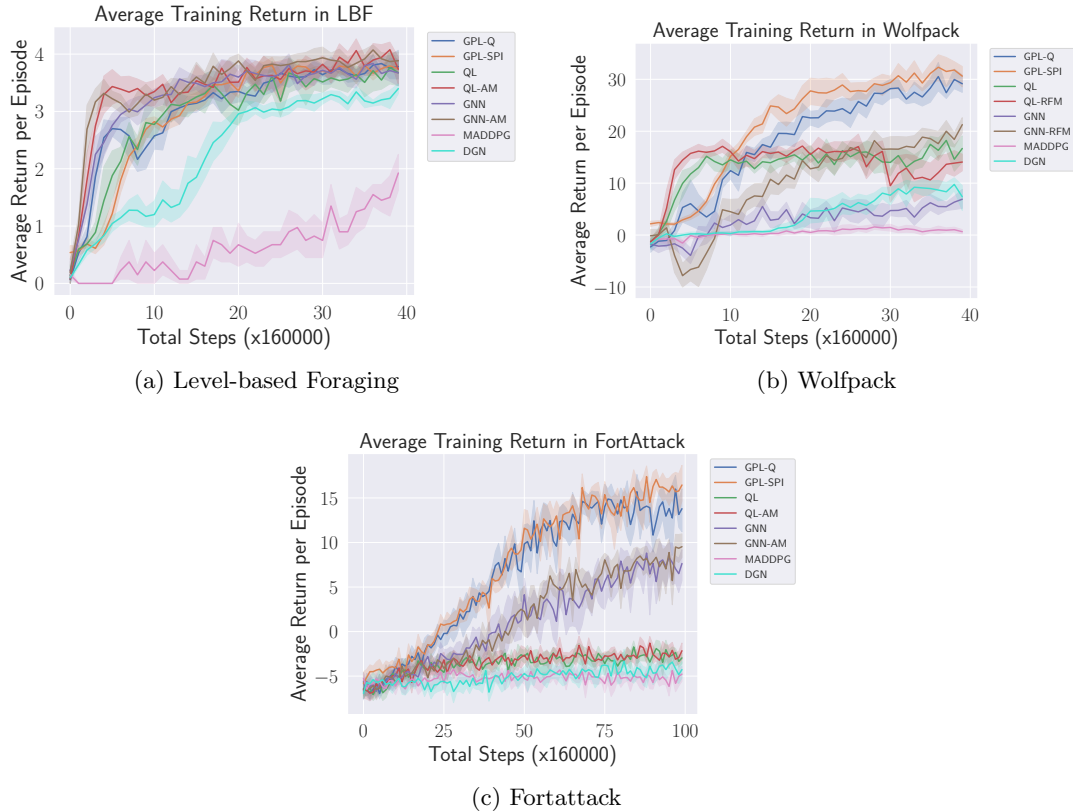 Average Training Return in LBF
Average Return per Episode
4
3
2
1
0
0
10
20
30
40
Total Steps (x160000)
GPL-Q
GPL-SPI
QL
QL-AM
GNN
GNN-AM
MADDPG
DGN
(a) Level-based Foraging
Average Training Return in Wolfpack
Average Return per Episode
30
20
10
0
−10
0
10
20
30
40
Total Steps (x160000)
GPL-Q
GPL-SPI
QL
QL-RFM
GNN
GNN-RFM
MADDPG
DGN
(b) Wolfpack
Average Training Return in FortAttack
Average Return per Episode
15
10
5
0
−5
0
25
50
75
100
Total Steps (x160000)
GPL-Q
GPL-SPI
QL
QL-AM
GNN
GNN-AM
MADDPG
DGN
(c) Fortattack